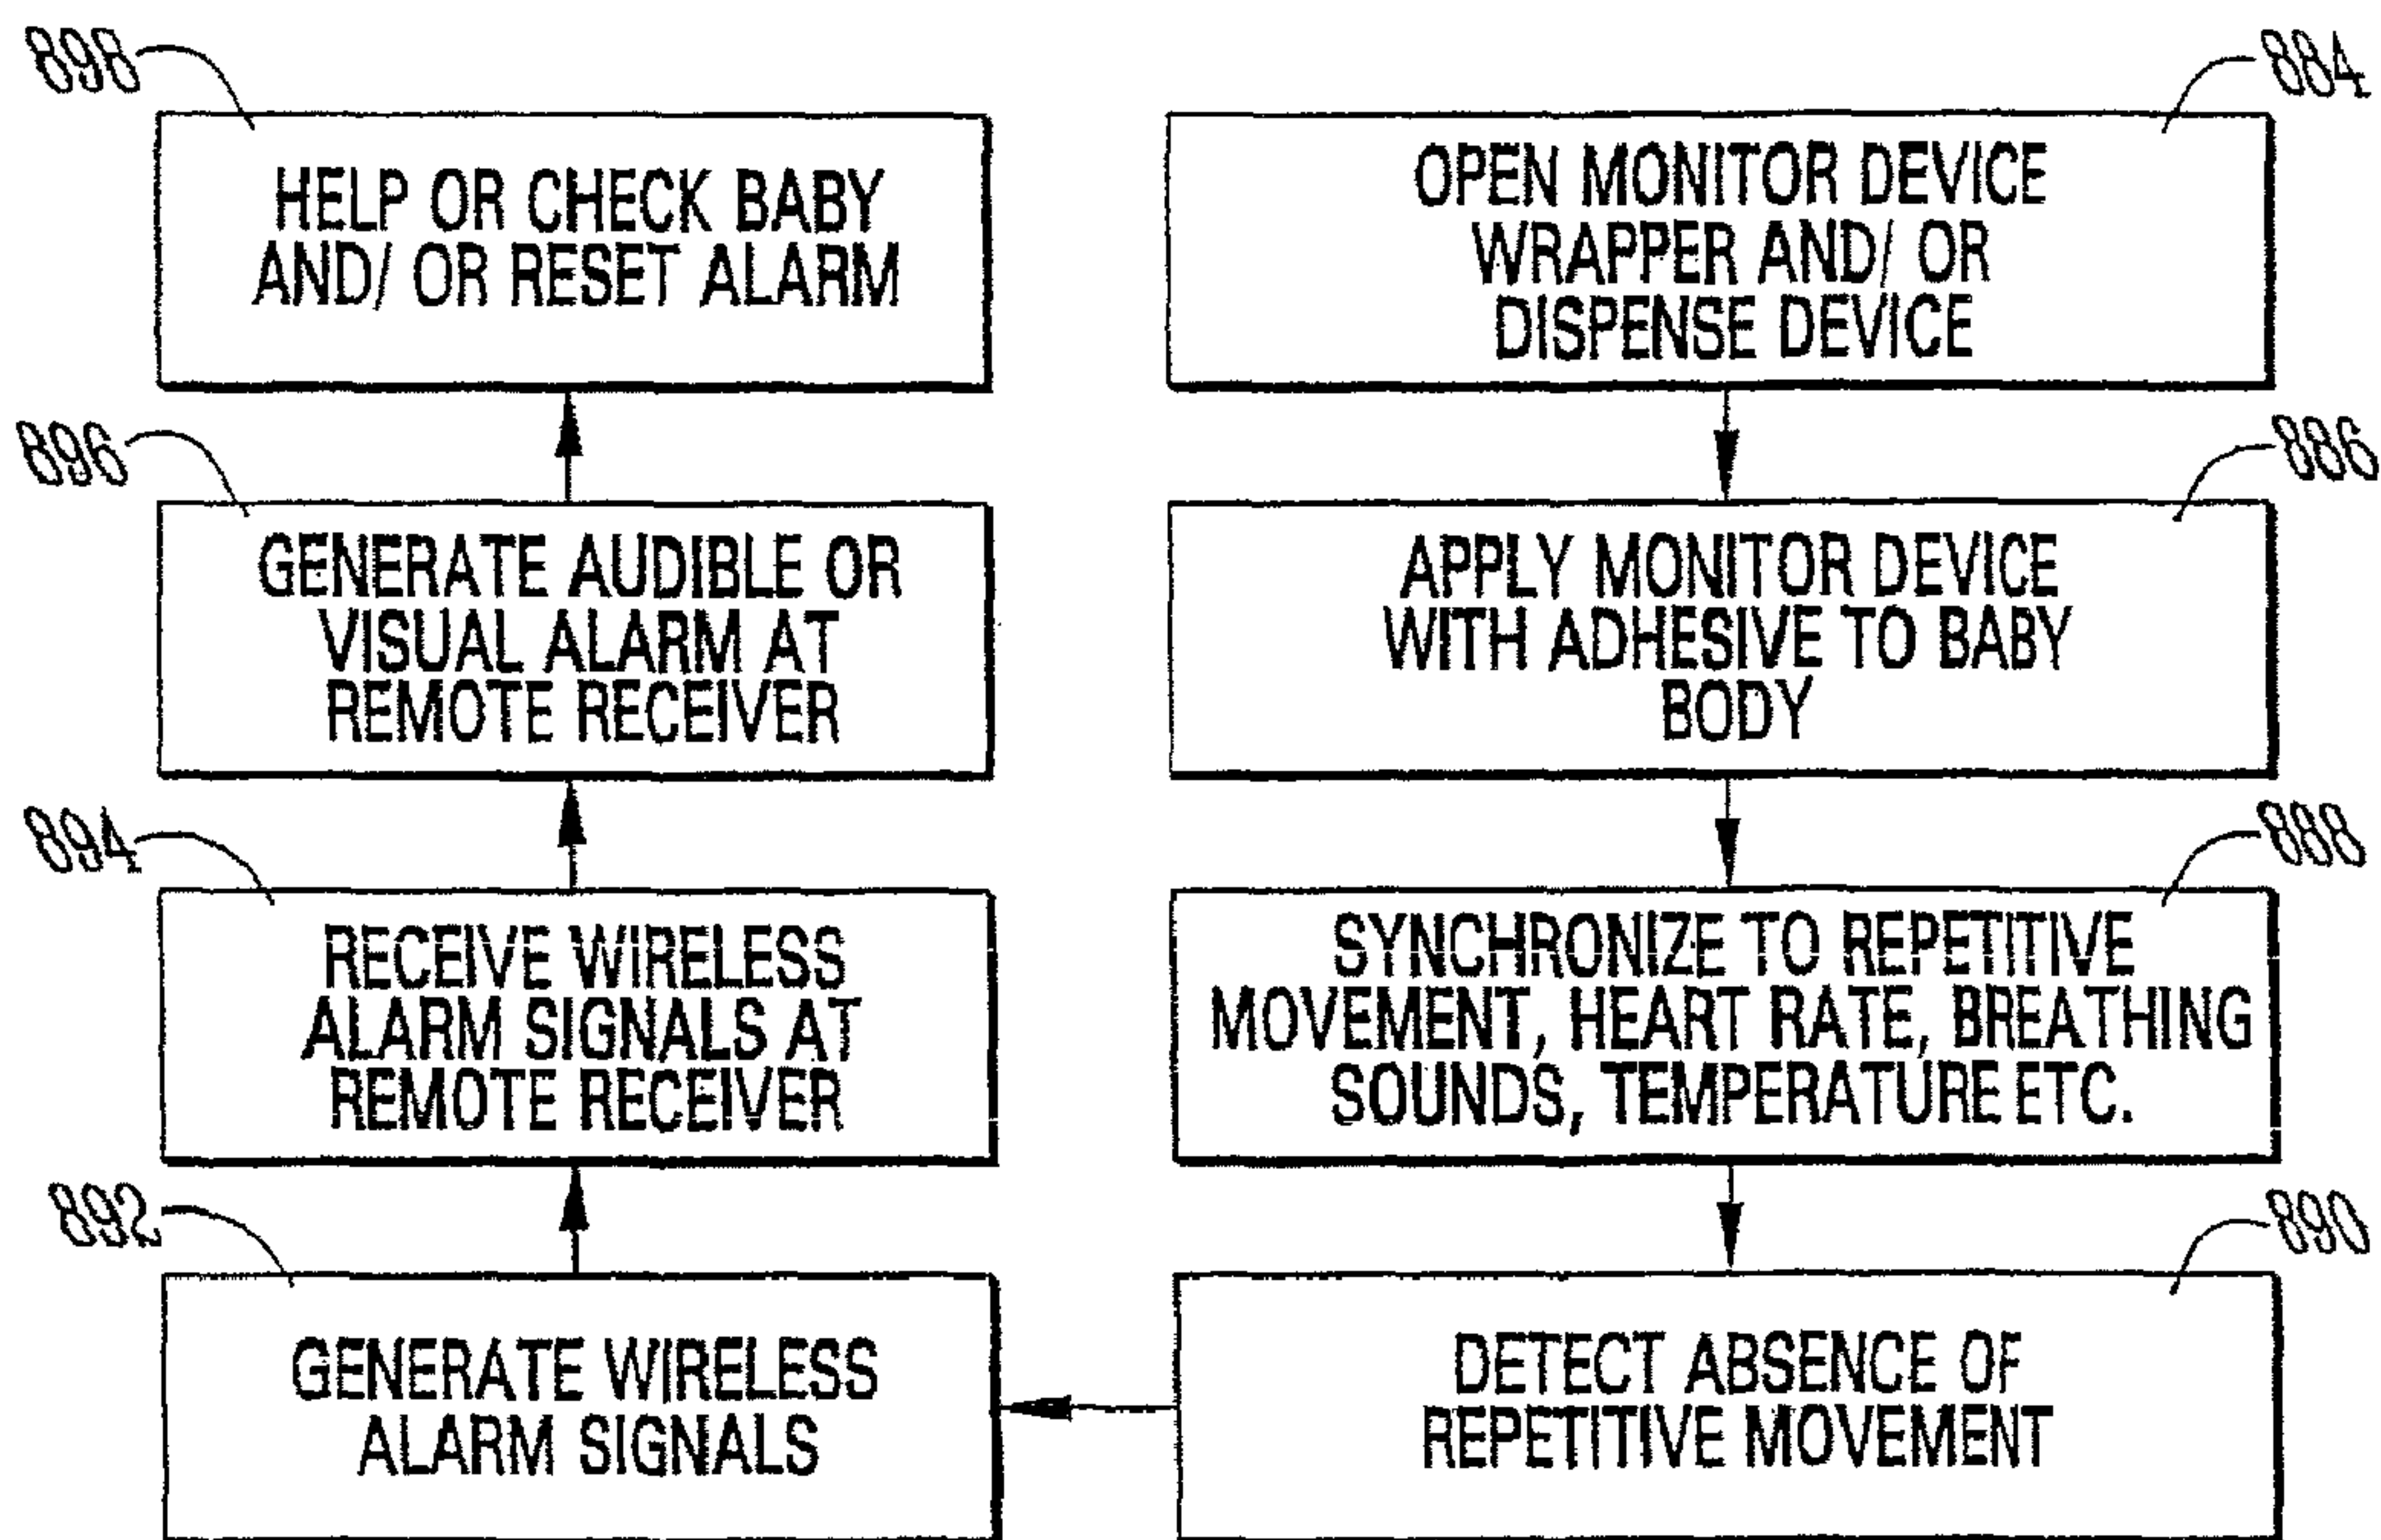 898
HELP OR CHECK BABY
AND/ OR RESET ALARM
884
OPEN MONITOR DEVICE
WRAPPER AND/ OR
DISPENSE DEVICE
896
GENERATE AUDIBLE OR
VISUAL ALARM AT
REMOTE RECEIVER
886
APPLY MONITOR DEVICE
WITH ADHESIVE TO BABY
BODY
894
RECEIVE WIRELESS
ALARM SIGNALS AT
REMOTE RECEIVER
888
SYNCHRONIZE TO REPETITIVE
MOVEMENT, HEART RATE, BREATHING
SOUNDS, TEMPERATURE ETC.
892
GENERATE WIRELESS
ALARM SIGNALS
890
DETECT ABSENCE OF
REPETITIVE MOVEMENT